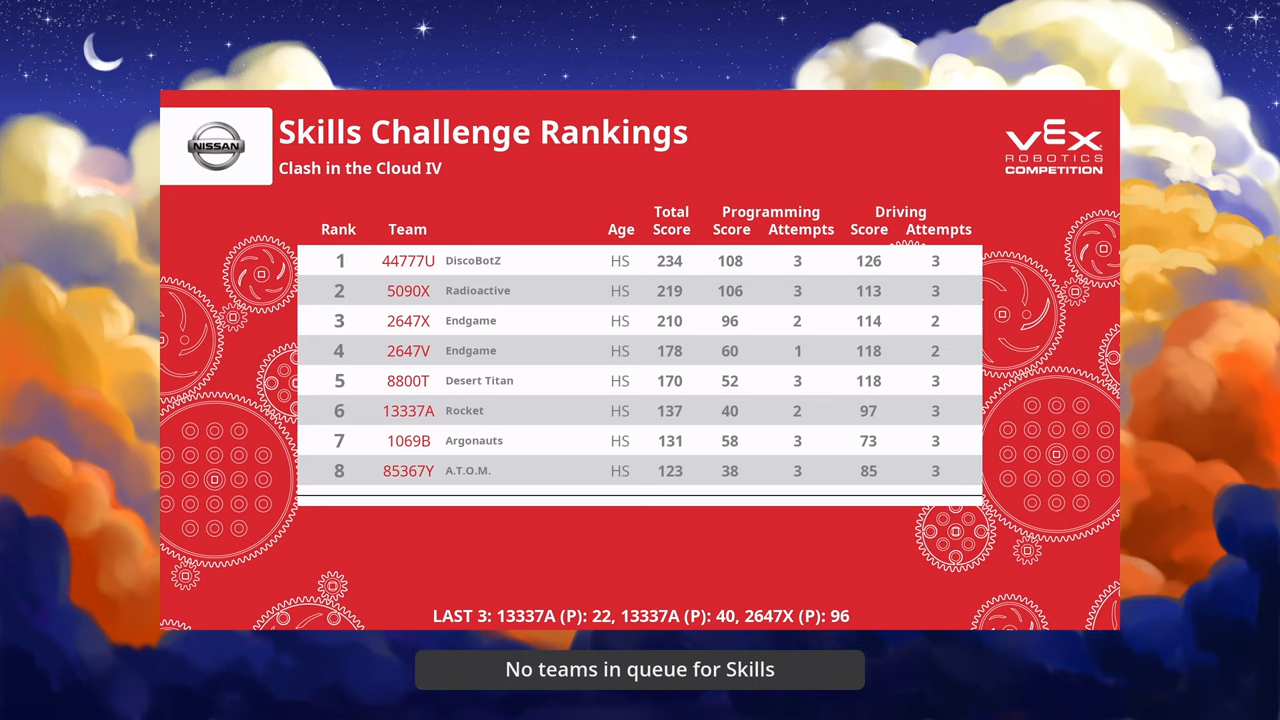 NISSAN
Skills Challenge Rankings
Clash in the Cloud IV
VEX
ROBOTICS
COMPETITION
Total Programming Driving
Rank Team Age Score Score Attempts Score Attempts
1 44777U DiscoBotZ HS 234 108 3 126 3
2 5090X Radioactive HS 219 106 3 113 3
3 2647X Endgame HS 210 96 2 114 2
4 2647V Endgame HS 178 60 1 118 2
5 8800T Desert Titan HS 170 52 3 118 3
6 13337A Rocket HS 137 40 2 97 3
7 1069B Argonauts HS 131 58 3 73 3
8 85367Y A.T.O.M. HS 123 38 3 85 3
LAST 3: 13337A (P): 22, 13337A (P): 40, 2647X (P): 96
No teams in queue for Skills